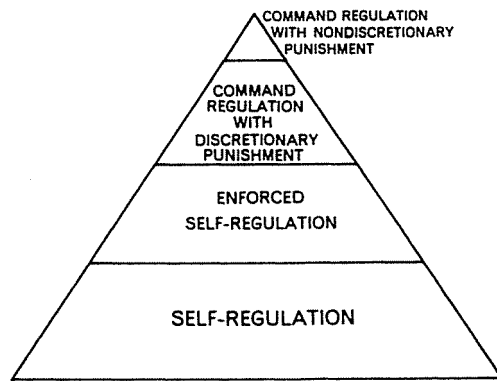 COMMAND REGULATION
WITH NONDISCRETIONARY
PUNISHMENT
COMMAND
REGULATION
WITH
DISCRETIONARY
PUNISHMENT
ENFORCED
SELF-REGULATION
SELF-REGULATION